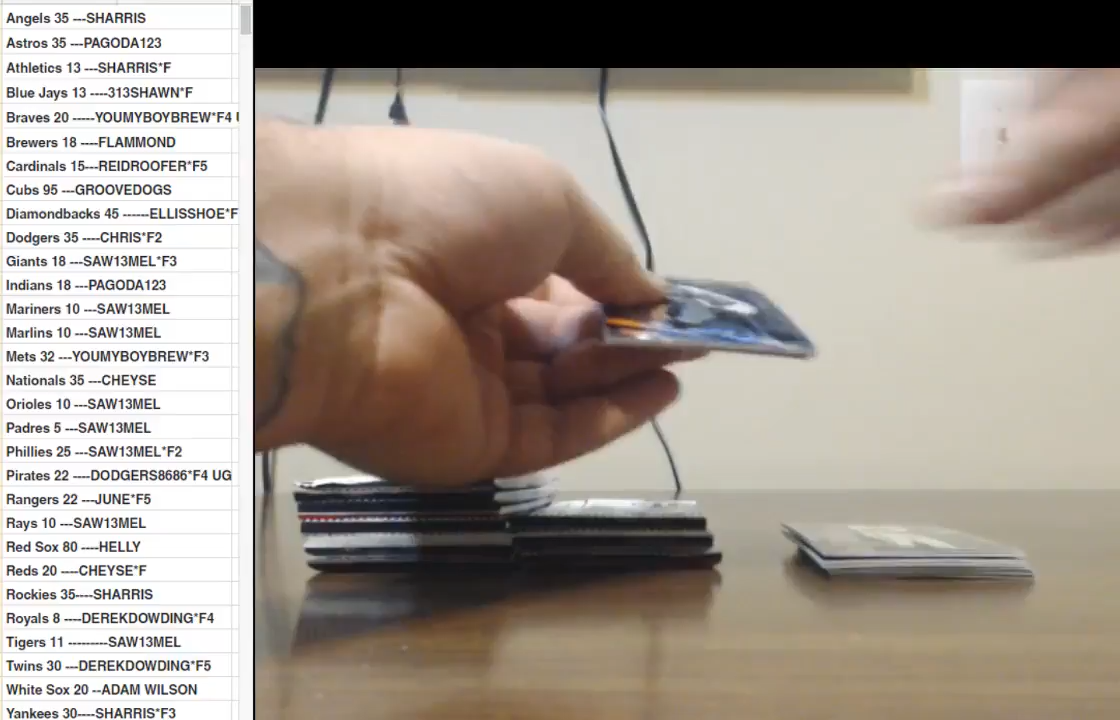 Angels 35 ---SHARRIS
Astros 35 ---PAGODA123
Athletics 13 ---SHARRIS*F
Blue Jays 13 ----313SHAWN*F
Braves 20 -----YOUMYBOYBREW*F4
Brewers 18 ----FLAMMOND
Cardinals 15---REIDROOFER*F5
Cubs 95 ---GROOVEDOGS
Diamondbacks 45 ------ELLISSHOE*F
Dodgers 35 ----CHRIS*F2
Giants 18 ---SAW13MEL*F3
Indians 18 ---PAGODA123
Mariners 10 ---SAW13MEL
Marlins 10 ---SAW13MEL
Mets 32 ---YOUMYBOYBREW*F3
Nationals 35 ---CHEYSE
Orioles 10 ---SAW13MEL
Padres 5 ---SAW13MEL
Phillies 25 ---SAW13MEL*F2
Pirates 22 ----DODGERS8686*F4 UG
Rangers 22 ---JUNE*F5
Rays 10 ---SAW13MEL
Red Sox 80 ----HELLY
Reds 20 ----CHEYSE*F
Rockies 35----SHARRIS
Royals 8 ----DEREKDOWDING*F4
Tigers 11 ---------SAW13MEL
Twins 30 ---DEREKDOWDING*F5
White Sox 20 --ADAM WILSON
Yankees 30----SHARRIS*F3